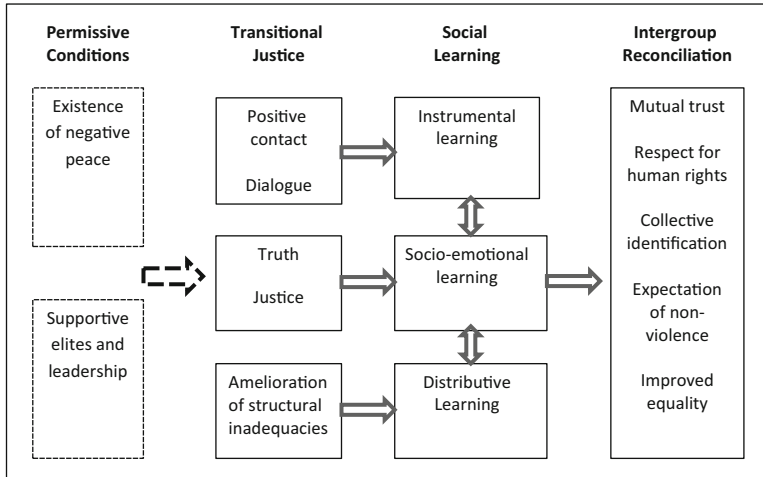 Permissive
Conditions
Transitional
Justice
Social
Learning
Intergroup
Reconciliation
Existence
of negative
peace
Supportive
elites and
leadership
Positive
contact
Dialogue
Truth
Justice
Amelioration
of structural
inadequacies
Instrumental
learning
Socio-emotional
learning
Distributive
Learning
Mutual trust
Respect for
human rights
Collective
identification
Expectation
of non-
violence
Improved
equality